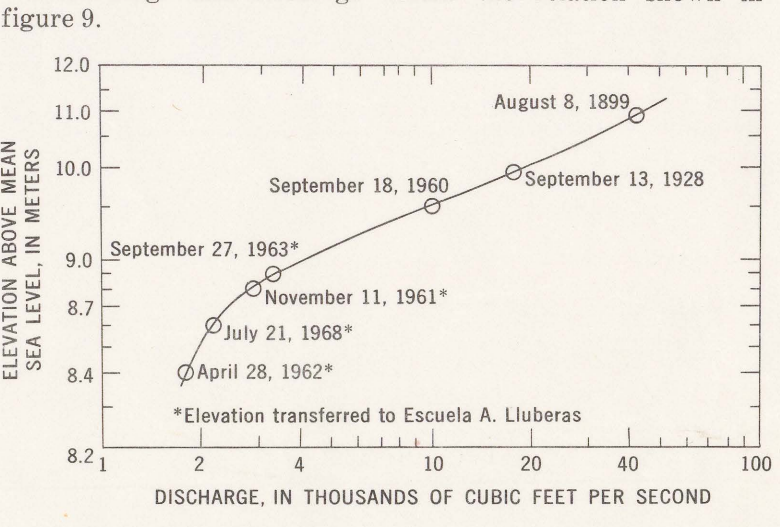 figure 9.
12.0
11.0
10.0
9.0
8.7
8.4
8.2
ELEVATION ABOVE MEAN
SEA LEVEL, IN METERS
August 8, 1899
September 13, 1928
September 18, 1960
September 27, 1963*
November 11, 1961*
July 21, 1968*
April 28, 1962*
*Elevation transferred to Escuela A. Lluberas
1 2 4 10 20 40 100
DISCHARGE, IN THOUSANDS OF CUBIC FEET PER SECOND